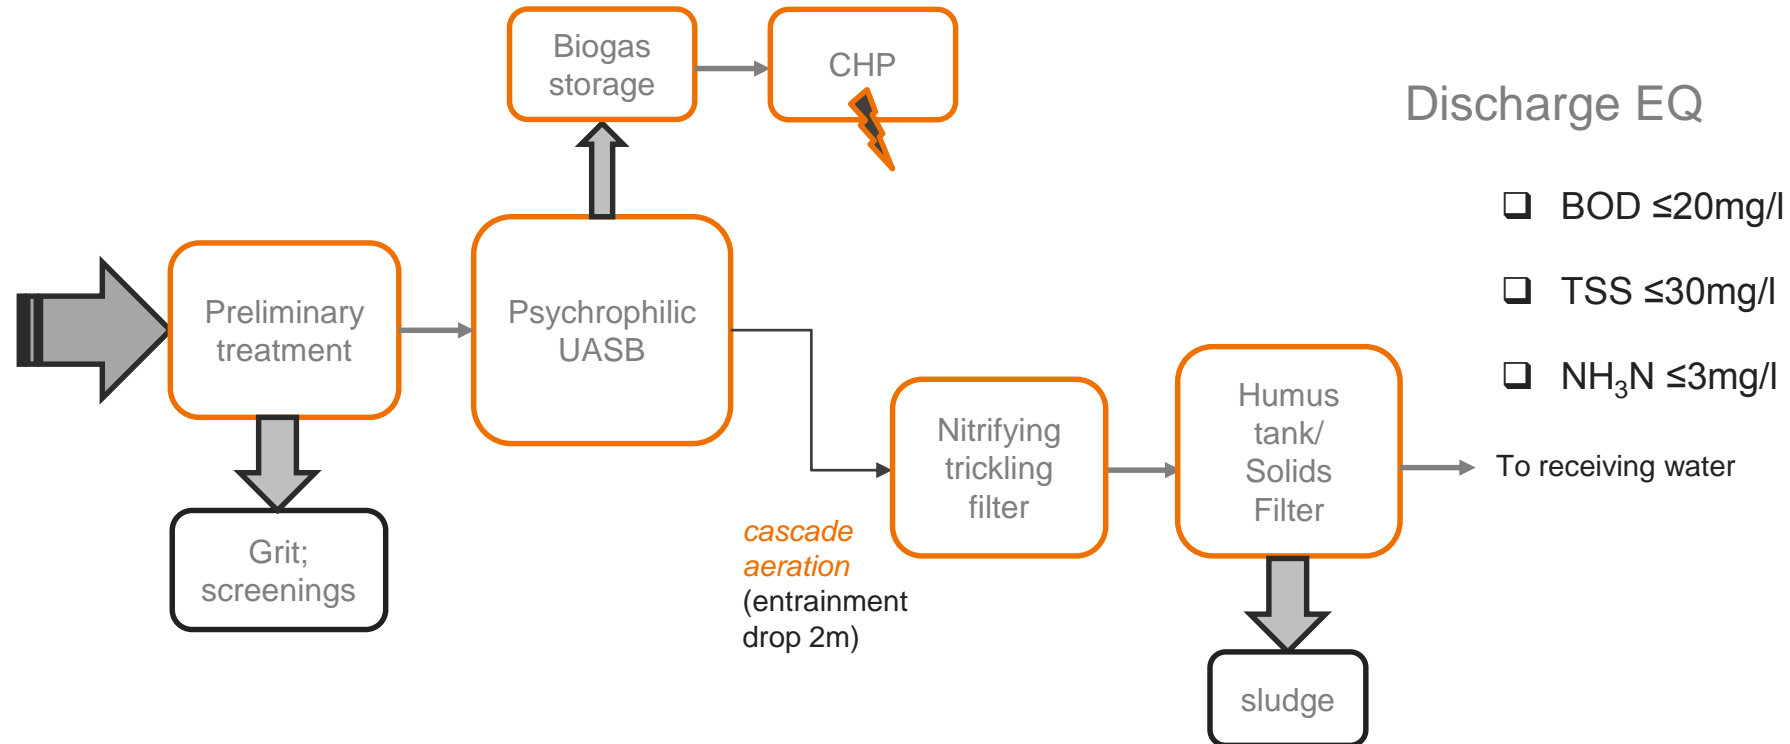 Biogas
storage
CHP
Discharge EQ
❑ BOD ≤20mg/l
❑ TSS ≤30mg/l
❑ NH₃N ≤3mg/l
Preliminary
treatment
Psychrophilic
UASB
Nitrifying
trickling
filter
Humus
tank/
Solids
Filter
To receiving water
Grit;
screenings
cascade
aeration
(entrainment
drop 2m)
sludge